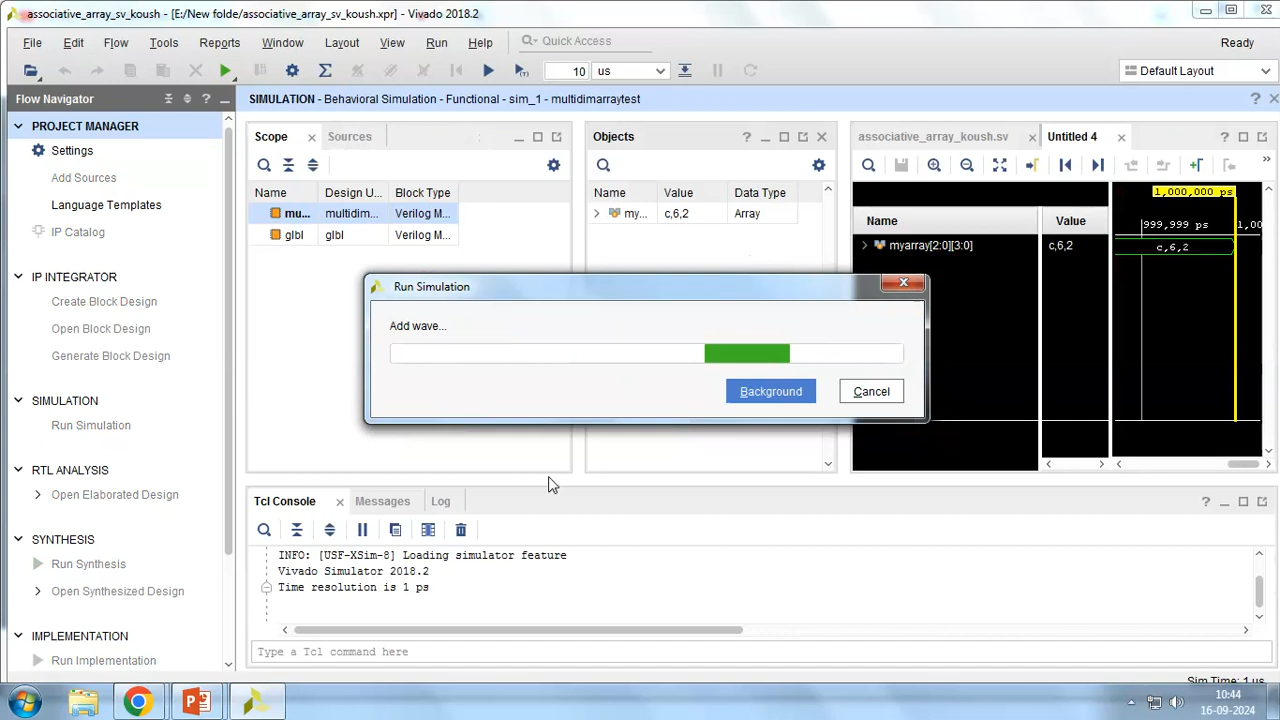 associative_array_sv_koush - [E:/New folde/associative_array_sv_koush.xpr] - Vivado 2018.2
File Edit Flow Tools Reports Window Layout View Run Help Quick Access Ready
10 us Default Layout
Flow Navigator
SIMULATION - Behavioral Simulation - Functional - sim_1 - multidimarraytest
PROJECT MANAGER
Settings
Add Sources
Language Templates
IP Catalog
IP INTEGRATOR
Create Block Design
Open Block Design
Generate Block Design
SIMULATION
Run Simulation
RTL ANALYSIS
Open Elaborated Design
SYNTHESIS
Run Synthesis
Open Synthesized Design
IMPLEMENTATION
Run Implementation
Scope Sources
Name Design U... Block Type
mu... multidim... Verilog M...
glbl glbl Verilog M...
Objects
Name Value Data Type
my... c,6,2 Array
associative_array_koush.sv Untitled 4
1,000,000 ps
Name Value 999,999 ps 1,00
myarray[2:0][3:0] c,6,2 c,6,2
Run Simulation
Add wave...
Background Cancel
Tcl Console Messages Log
INFO: [USF-XSim-8] Loading simulator feature
Vivado Simulator 2018.2
Time resolution is 1 ps
Type a Tcl command here
Sim Time: 1 us
10:44
16-09-2024